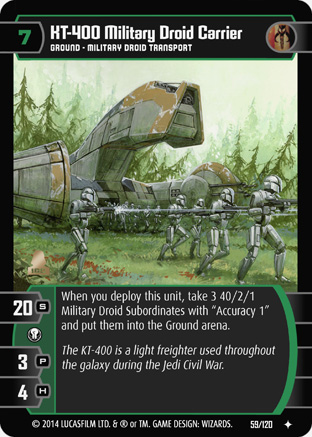 7
KT-400 Military Droid Carrier
GROUND - MILITARY DROID TRANSPORT
20 S
3 P
4 H
When you deploy this unit, take 3 40/2/1
Military Droid Subordinates with “Accuracy 1”
and put them into the Ground arena.
The KT-400 is a light freighter used throughout
the galaxy during the Jedi Civil War.
© 2014 LUCASFILM LTD. & ® OR TM. GAME DESIGN: WIZARDS.
59/120